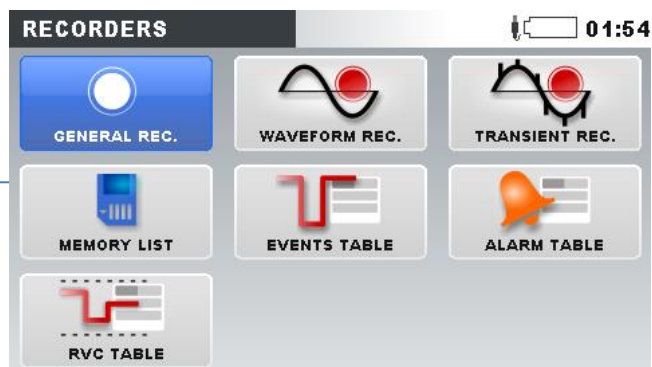 RECORDERS 01:54
GENERAL REC. WAVEFORM REC. TRANSIENT REC.
MEMORY LIST EVENTS TABLE ALARM TABLE
RVC TABLE